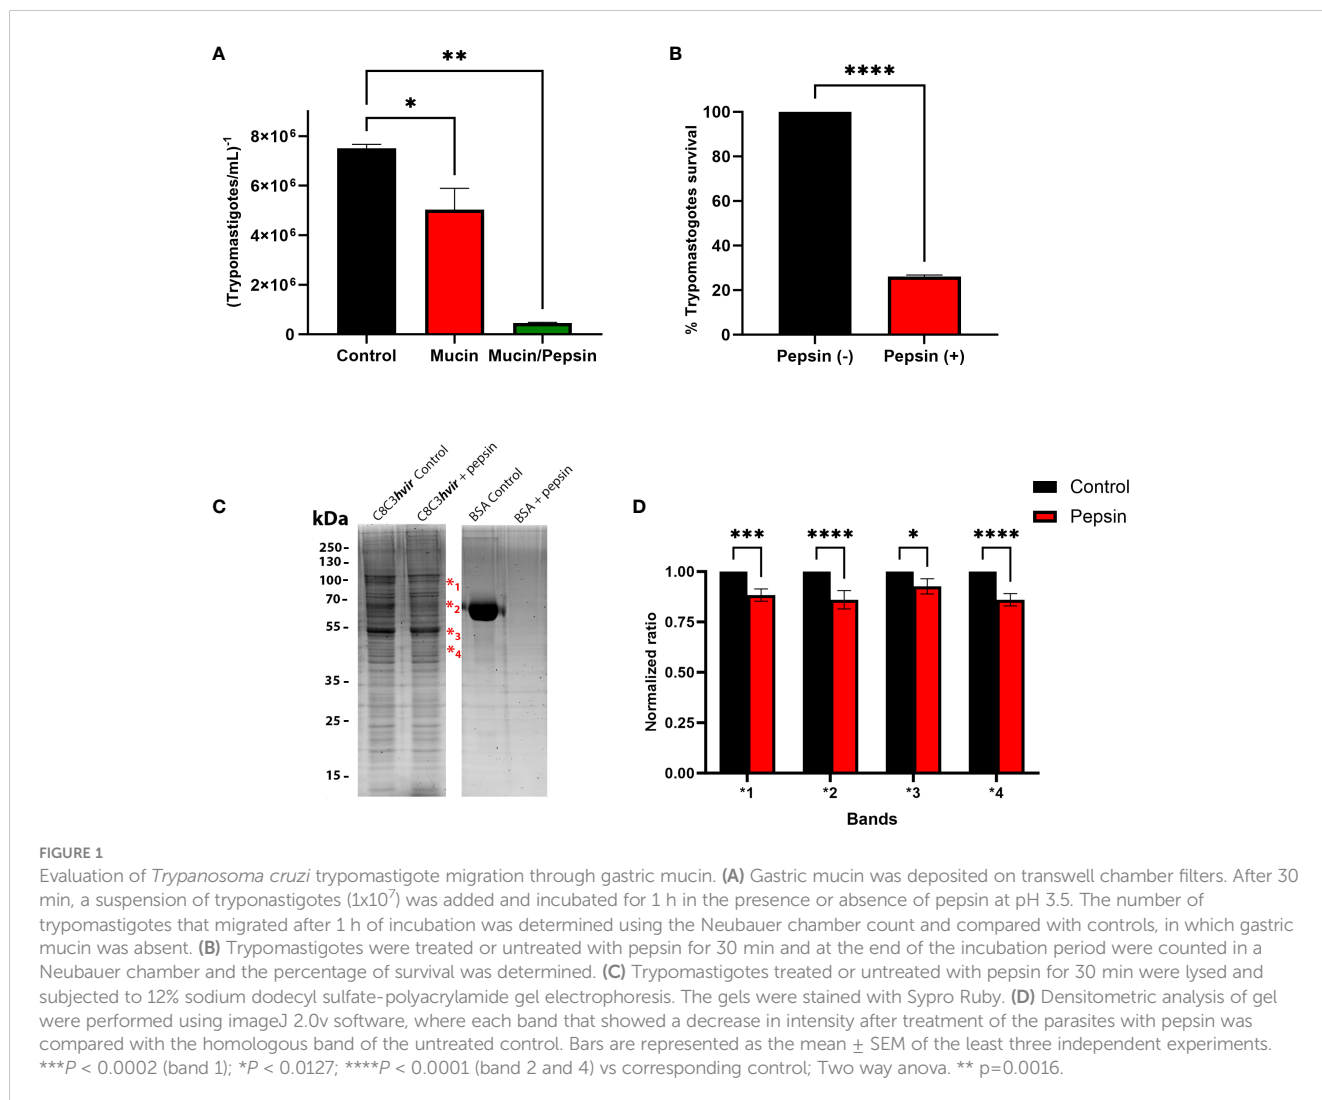 A
**
*
(Trypomastigotes/mL)-1
8×10⁶
6×10⁶
4×10⁶
2×10⁶
0
Control Mucin Mucin/Pepsin
B
****
% Trypomastogotes survival
100
80
60
40
20
0
Pepsin (-) Pepsin (+)
C
C8C3hvir Control
C8C3hvir + pepsin
BSA Control
BSA + pepsin
kDa
250 -
130 -
100 -
70 -
55 -
35 -
25 -
15 -
*1
*2
*3
*4
D
Control
Pepsin
*** **** * ****
Normalized ratio
1.00
0.75
0.50
0.25
0.00
*1 *2 *3 *4
Bands
FIGURE 1
Evaluation of Trypanosoma cruzi trypomastigote migration through gastric mucin. (A) Gastric mucin was deposited on transwell chamber filters. After 30
min, a suspension of tryponastigotes (1x10⁷) was added and incubated for 1 h in the presence or absence of pepsin at pH 3.5. The number of
trypomastigotes that migrated after 1 h of incubation was determined using the Neubauer chamber count and compared with controls, in which gastric
mucin was absent. (B) Trypomastigotes were treated or untreated with pepsin for 30 min and at the end of the incubation period were counted in a
Neubauer chamber and the percentage of survival was determined. (C) Trypomastigotes treated or untreated with pepsin for 30 min were lysed and
subjected to 12% sodium dodecyl sulfate-polyacrylamide gel electrophoresis. The gels were stained with Sypro Ruby. (D) Densitometric analysis of gel
were performed using imageJ 2.0v software, where each band that showed a decrease in intensity after treatment of the parasites with pepsin was
compared with the homologous band of the untreated control. Bars are represented as the mean ± SEM of the least three independent experiments.
***P < 0.0002 (band 1); *P < 0.0127; ****P < 0.0001 (band 2 and 4) vs corresponding control; Two way anova. ** p=0.0016.